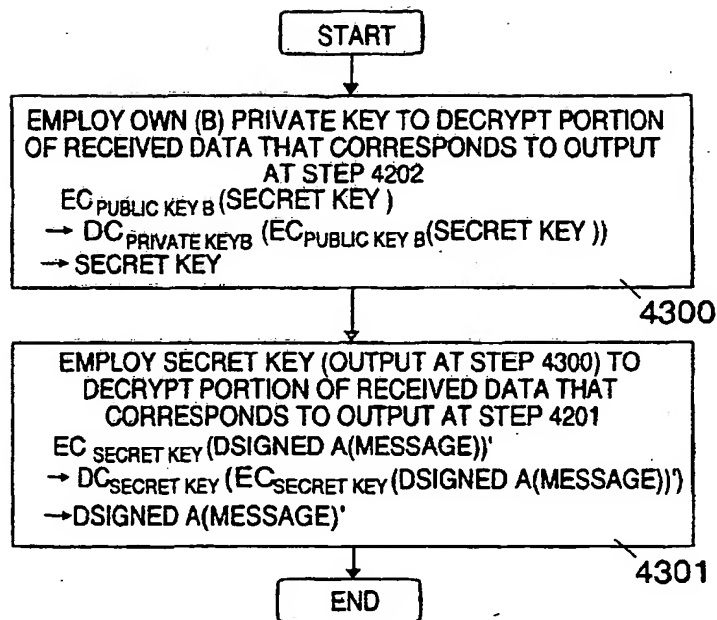 START
EMPLOY OWN (B) PRIVATE KEY TO DECRYPT PORTION
OF RECEIVED DATA THAT CORRESPONDS TO OUTPUT
AT STEP 4202
EC PUBLIC KEY B (SECRET KEY)
→ DC PRIVATE KEYB (EC PUBLIC KEY B (SECRET KEY))
→ SECRET KEY
4300
EMPLOY SECRET KEY (OUTPUT AT STEP 4300) TO
DECRYPT PORTION OF RECEIVED DATA THAT
CORRESPONDS TO OUTPUT AT STEP 4201
EC SECRET KEY (DSIGNED A(MESSAGE))'
→ DC SECRET KEY (EC SECRET KEY (DSIGNED A(MESSAGE))')
→DSIGNED A(MESSAGE)'
4301
END